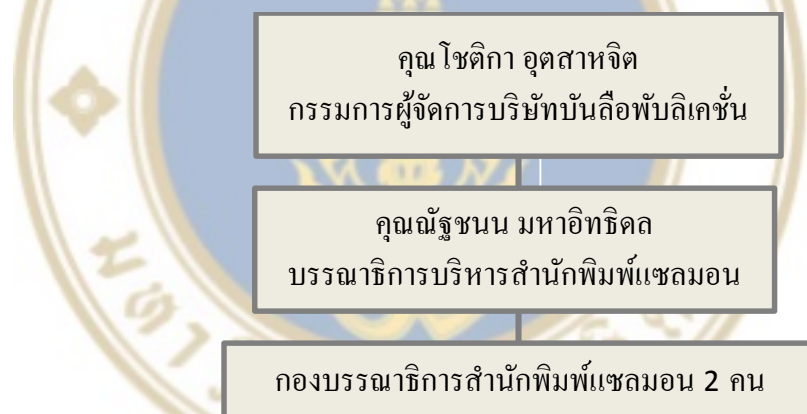 คุณโชติกา อุตสาหจิต
กรรมการผู้จัดการบริษัทบันลือพับลิเคชั่น
คุณณัฐชนน มหาอิทธิดล
บรรณาธิการบริหารสำนักพิมพ์แซลมอน
กองบรรณาธิการสำนักพิมพ์แซลมอน 2 คน